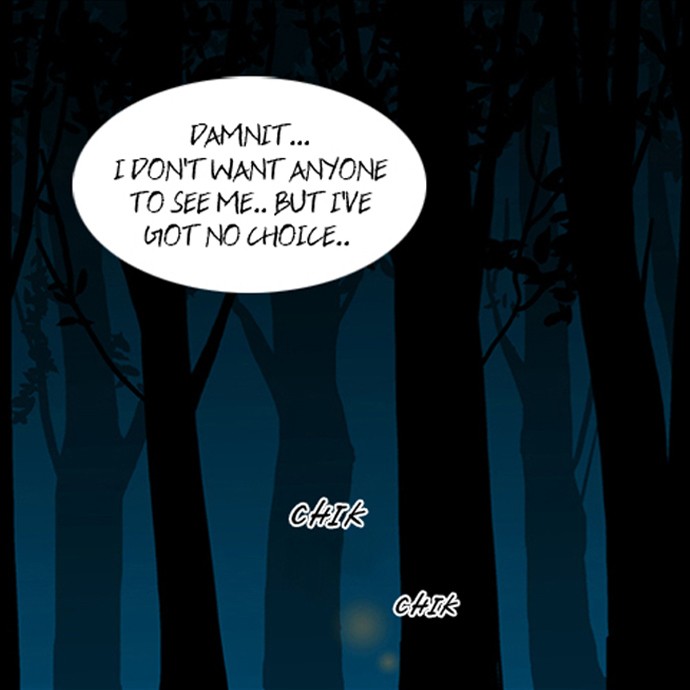 DAMNIT...
I DON'T WANT ANYONE
TO SEE ME.. BUT I'VE
GOT NO CHOICE..
CHIK
CHIK